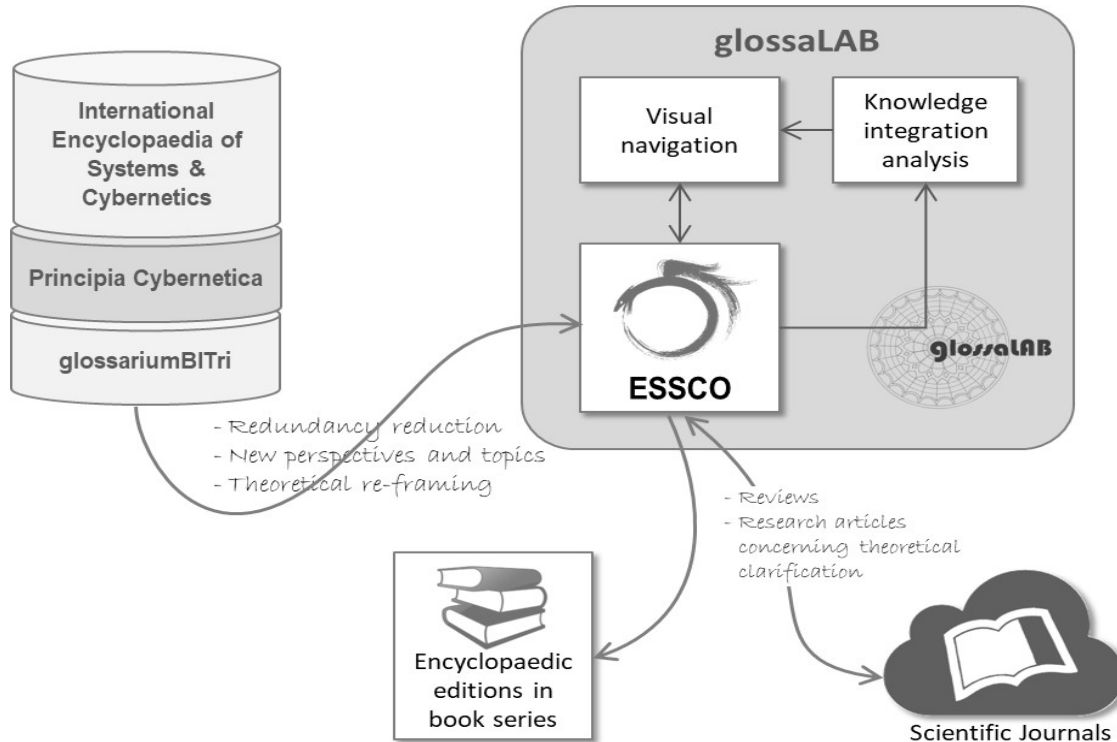 glossaLAB
International
Encyclopaedia of
Systems &
Cybernetics
Principia Cybernetica
glossariumBITri
Visual
navigation
Knowledge
integration
analysis
ESSCO
glossaLAB
- Redundancy reduction
- New perspectives and topics
- Theoretical re-framing
- Reviews
- Research articles
concerning theoretical
clarification
Encyclopaedic
editions in
book series
Scientific Journals